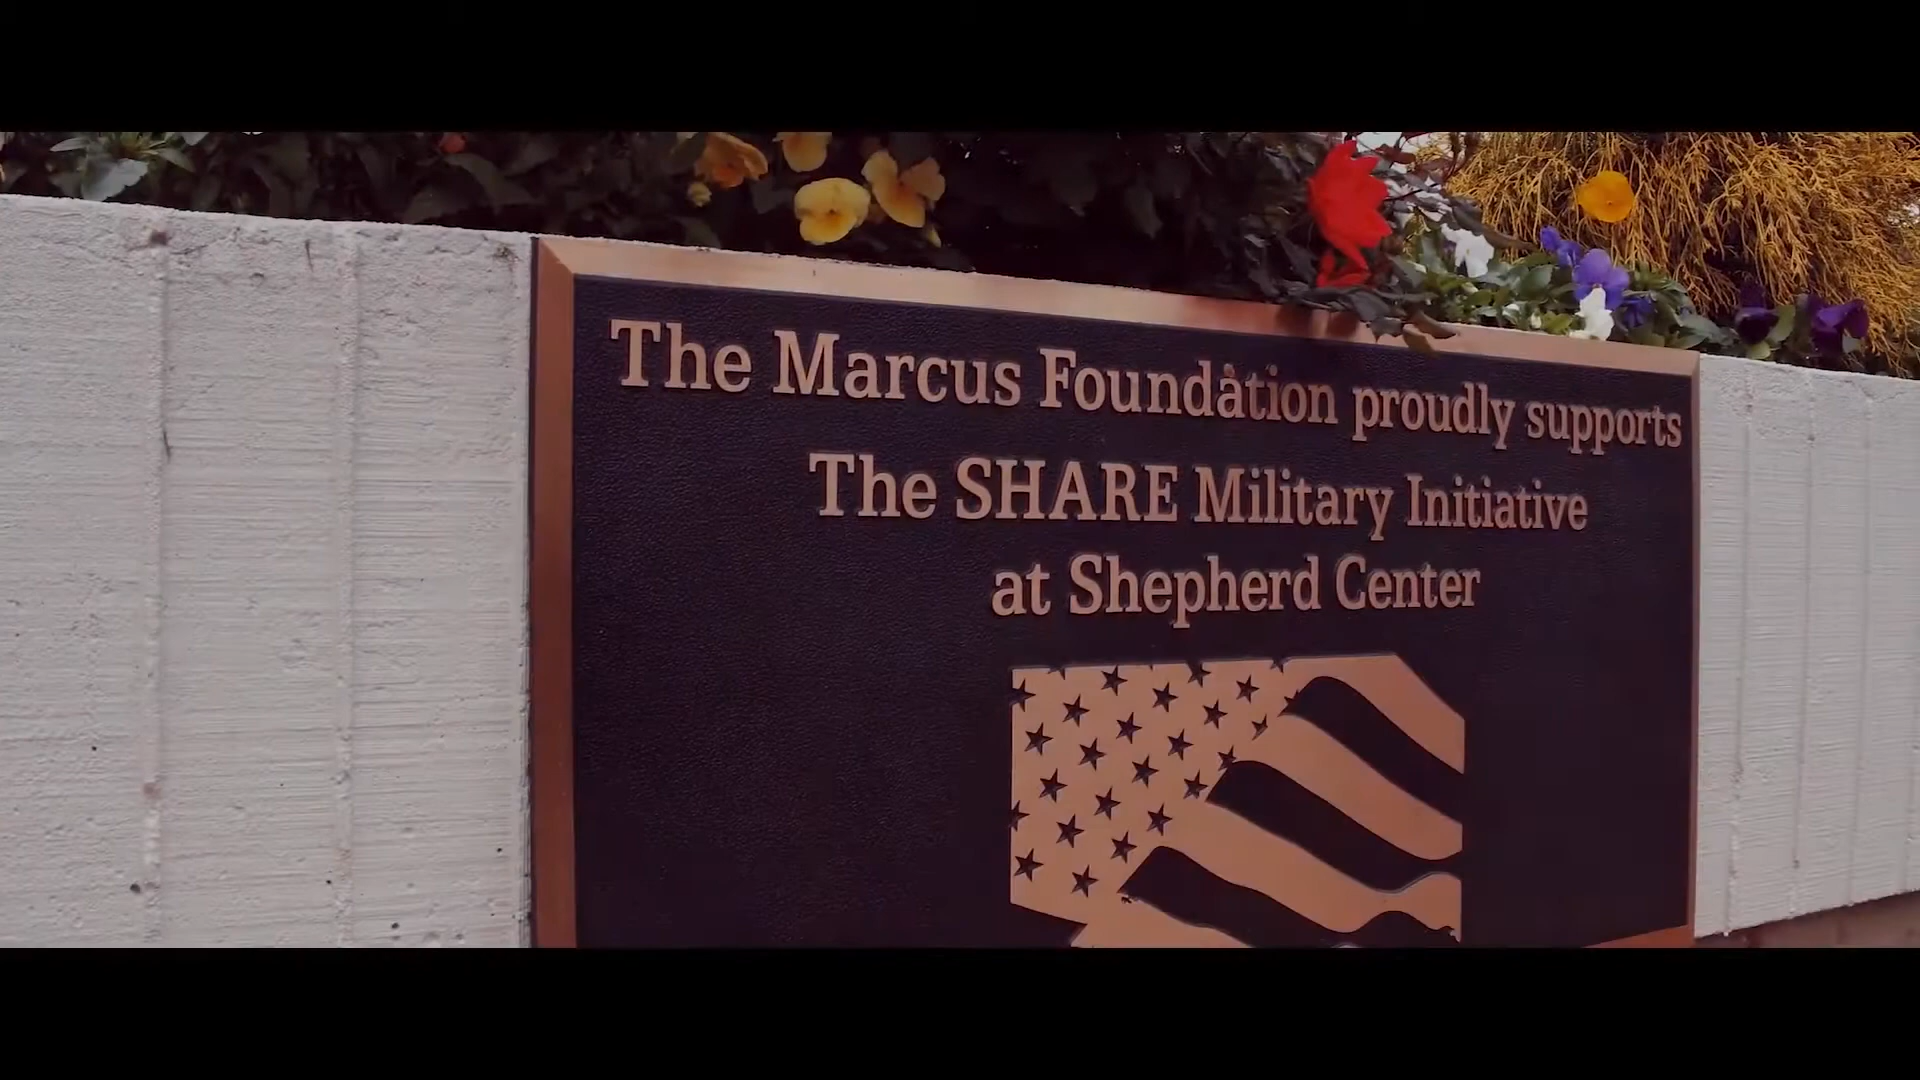 The Marcus Foundation proudly supports
The SHARE Military Initiative
at Shepherd Center